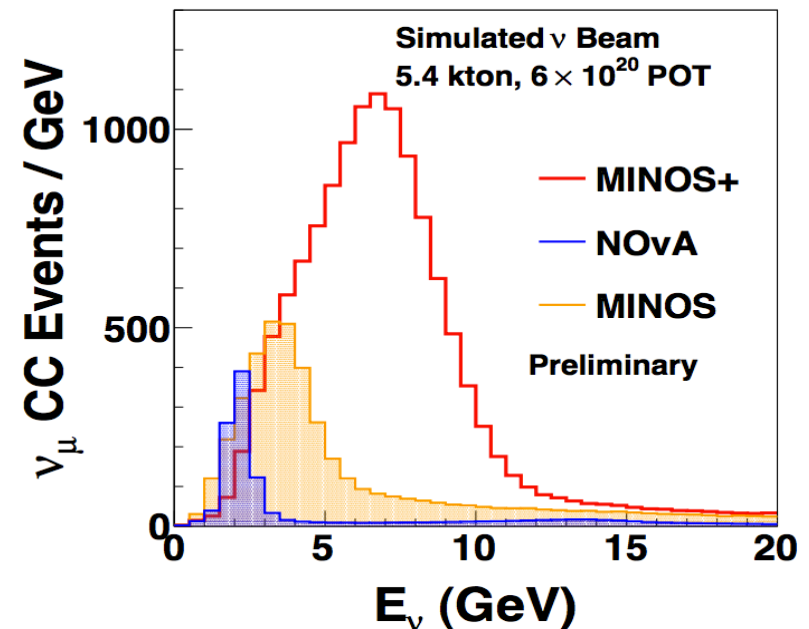 Simulated ν Beam
5.4 kton, 6 × 10²⁰ POT
MINOS+
NOvA
MINOS
Preliminary
ν_μ CC Events / GeV
1000
500
0
0 5 10 15 20
E_ν (GeV)